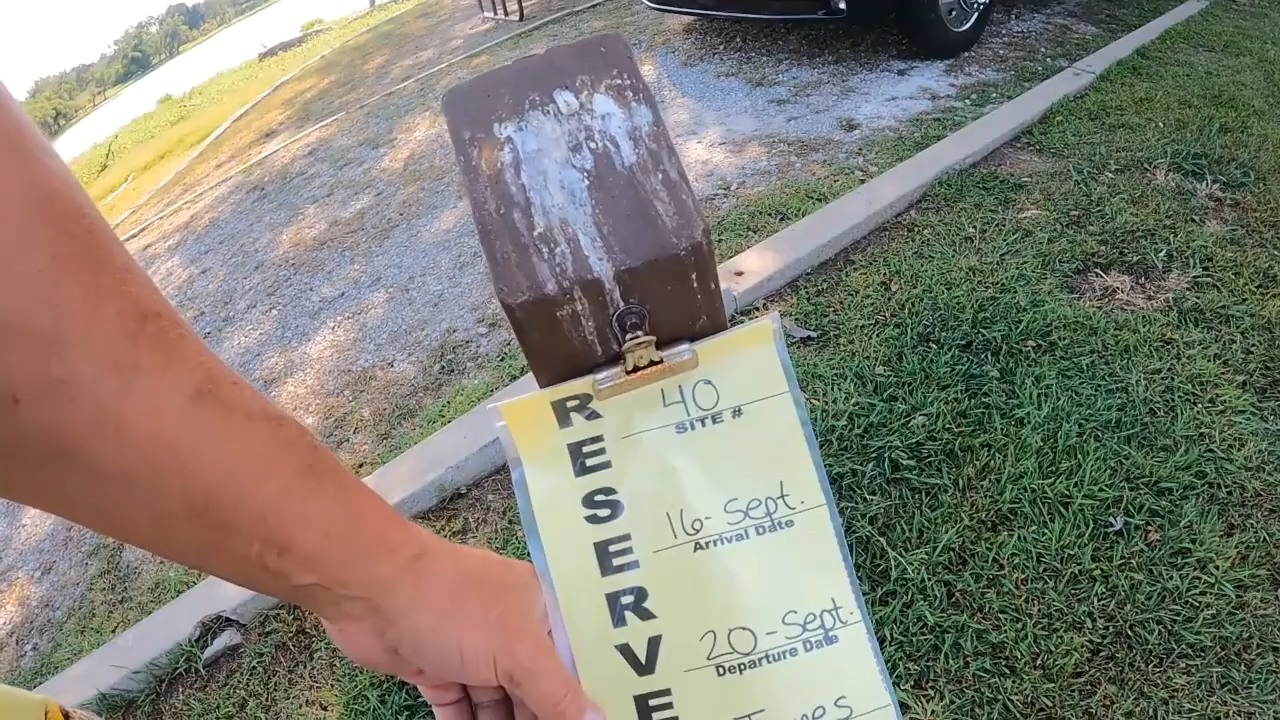 RESERVE
40
SITE #
16-Sept.
Arrival Date
20-Sept.
Departure Date